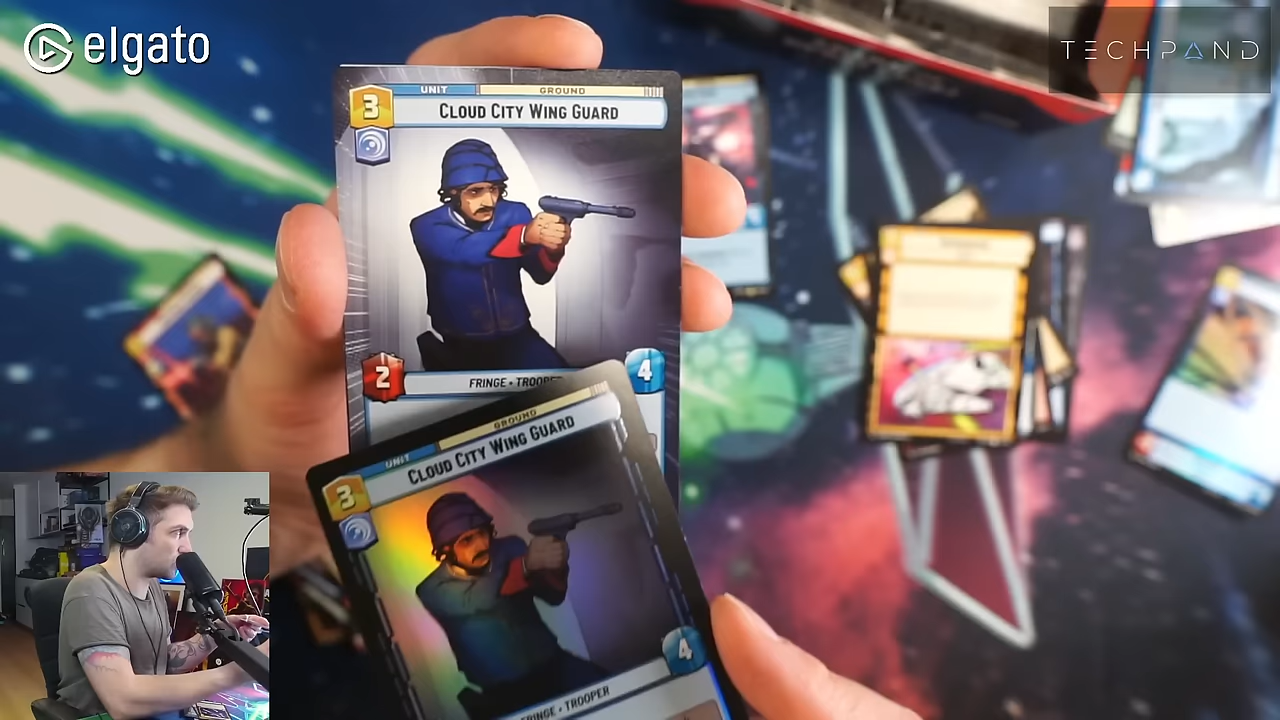 elgato
TECHPAND
UNIT GROUND
3
CLOUD CITY WING GUARD
2
4
FRINGE • TROOPER
UNIT GROUND
3
CLOUD CITY WING GUARD
4
FRINGE • TROOPER